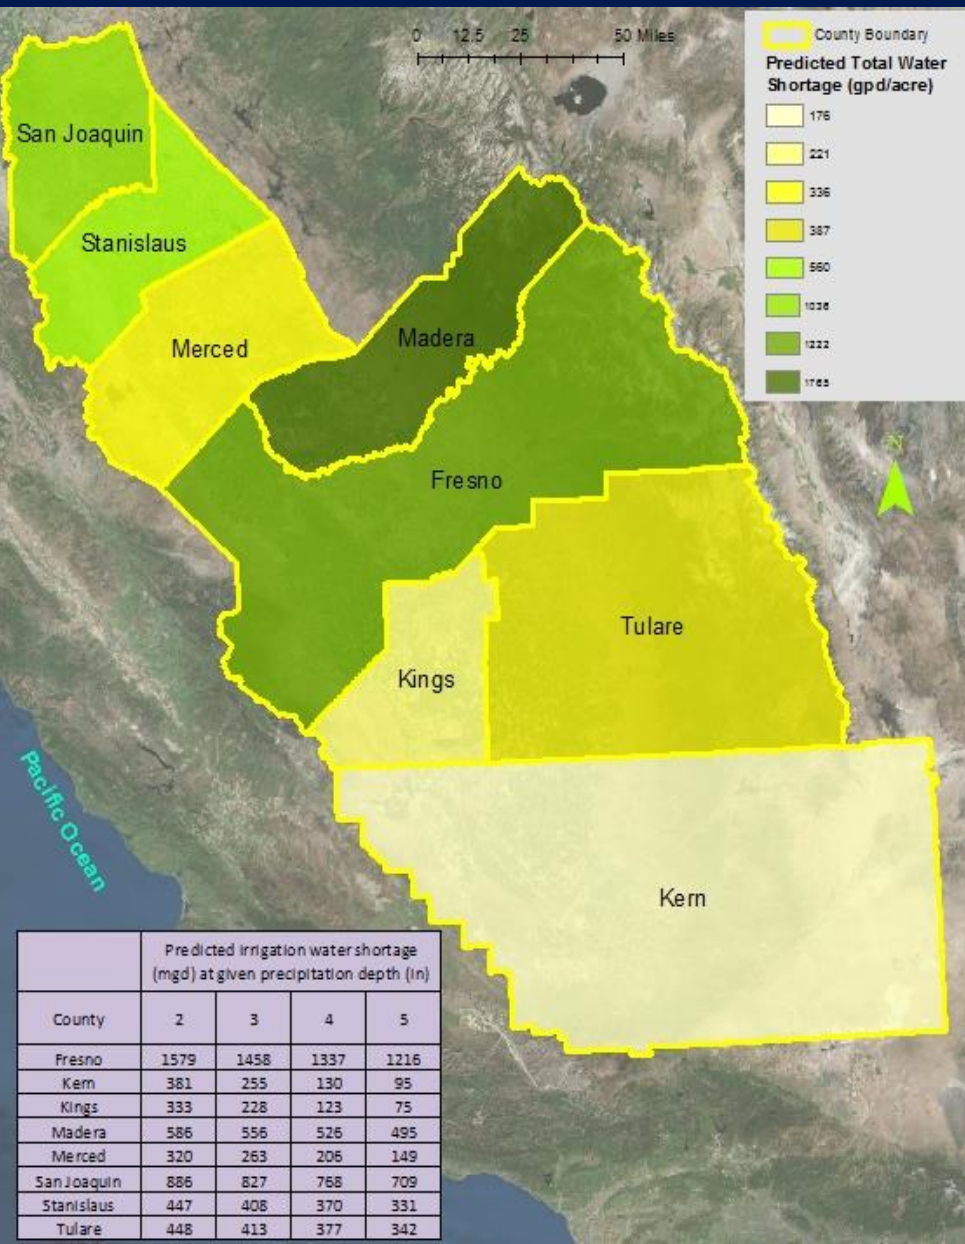 0 12.5 25 50 Miles
County Boundary
Predicted Total Water
Shortage (gpd/acre)
176
221
336
387
560
1036
1222
1765
N
San Joaquin
Stanislaus
Merced
Madera
Fresno
Tulare
Kings
Kern
Pacific Ocean
Predicted irrigation water shortage
(mgd) at given precipitation depth (in)
County 2 3 4 5
Fresno 1579 1458 1337 1216
Kern 381 255 130 95
Kings 333 228 123 75
Madera 586 556 526 495
Merced 320 263 206 149
San Joaquin 886 827 768 709
Stanislaus 447 408 370 331
Tulare 448 413 377 342